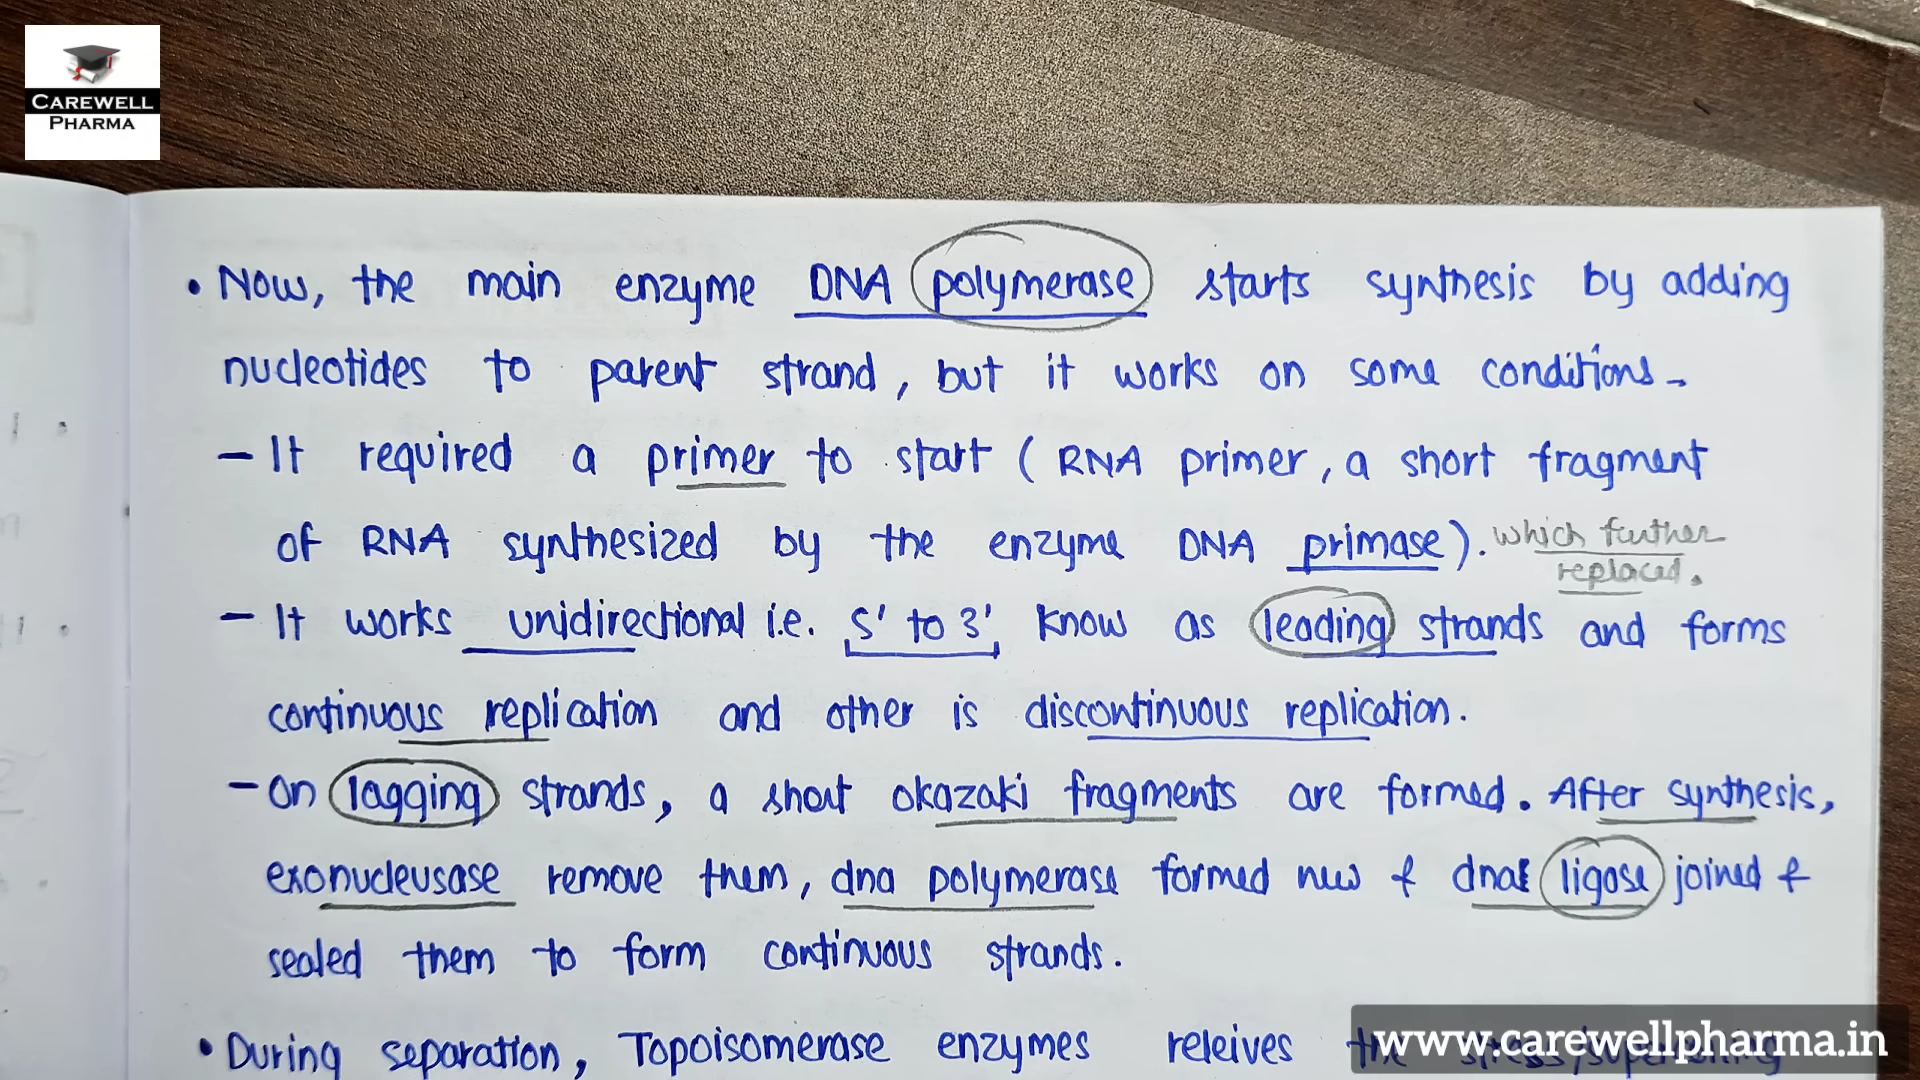 CAREWELL
PHARMA
• Now, the main enzyme DNA polymerase starts synthesis by adding
nucleotides to parent strand, but it works on some conditions -
- It required a primer to start ( RNA primer, a short fragment
of RNA synthesized by the enzyme DNA primase). which further
replaced.
- It works unidirectional i.e. 5' to 3' know as leading strands and forms
continuous replication and other is discontinuous replication.
- On lagging strands, a short okazaki fragments are formed. After synthesis,
exonucleusase remove them, dna polymerase formed new & dna ligase joined &
sealed them to form continuous strands.
• During separation, Topoisomerase enzymes releives the stress/supercoiling
www.carewellpharma.in